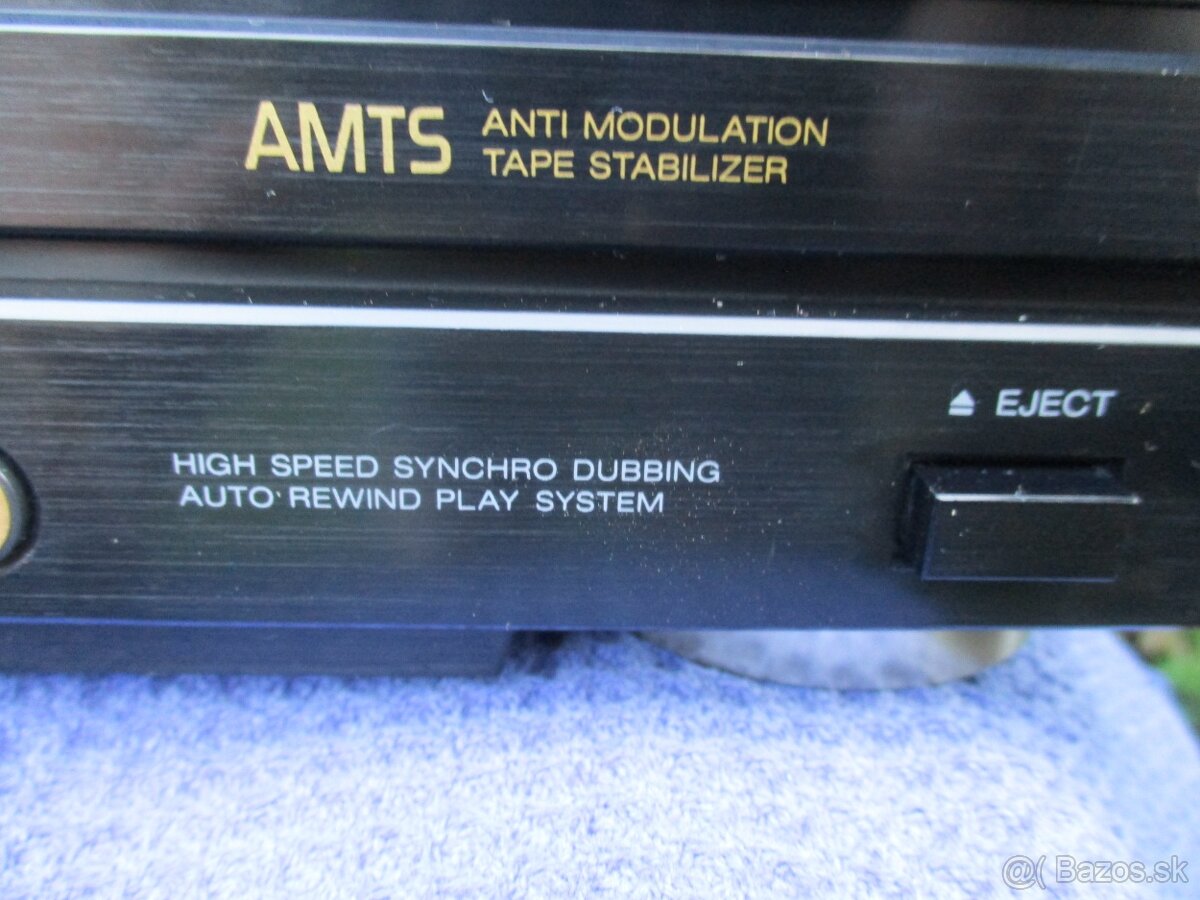 AMTS ANTI MODULATION
TAPE STABILIZER
EJECT
HIGH SPEED SYNCHRO DUBBING
AUTO REWIND PLAY SYSTEM
@( Bazos.sk